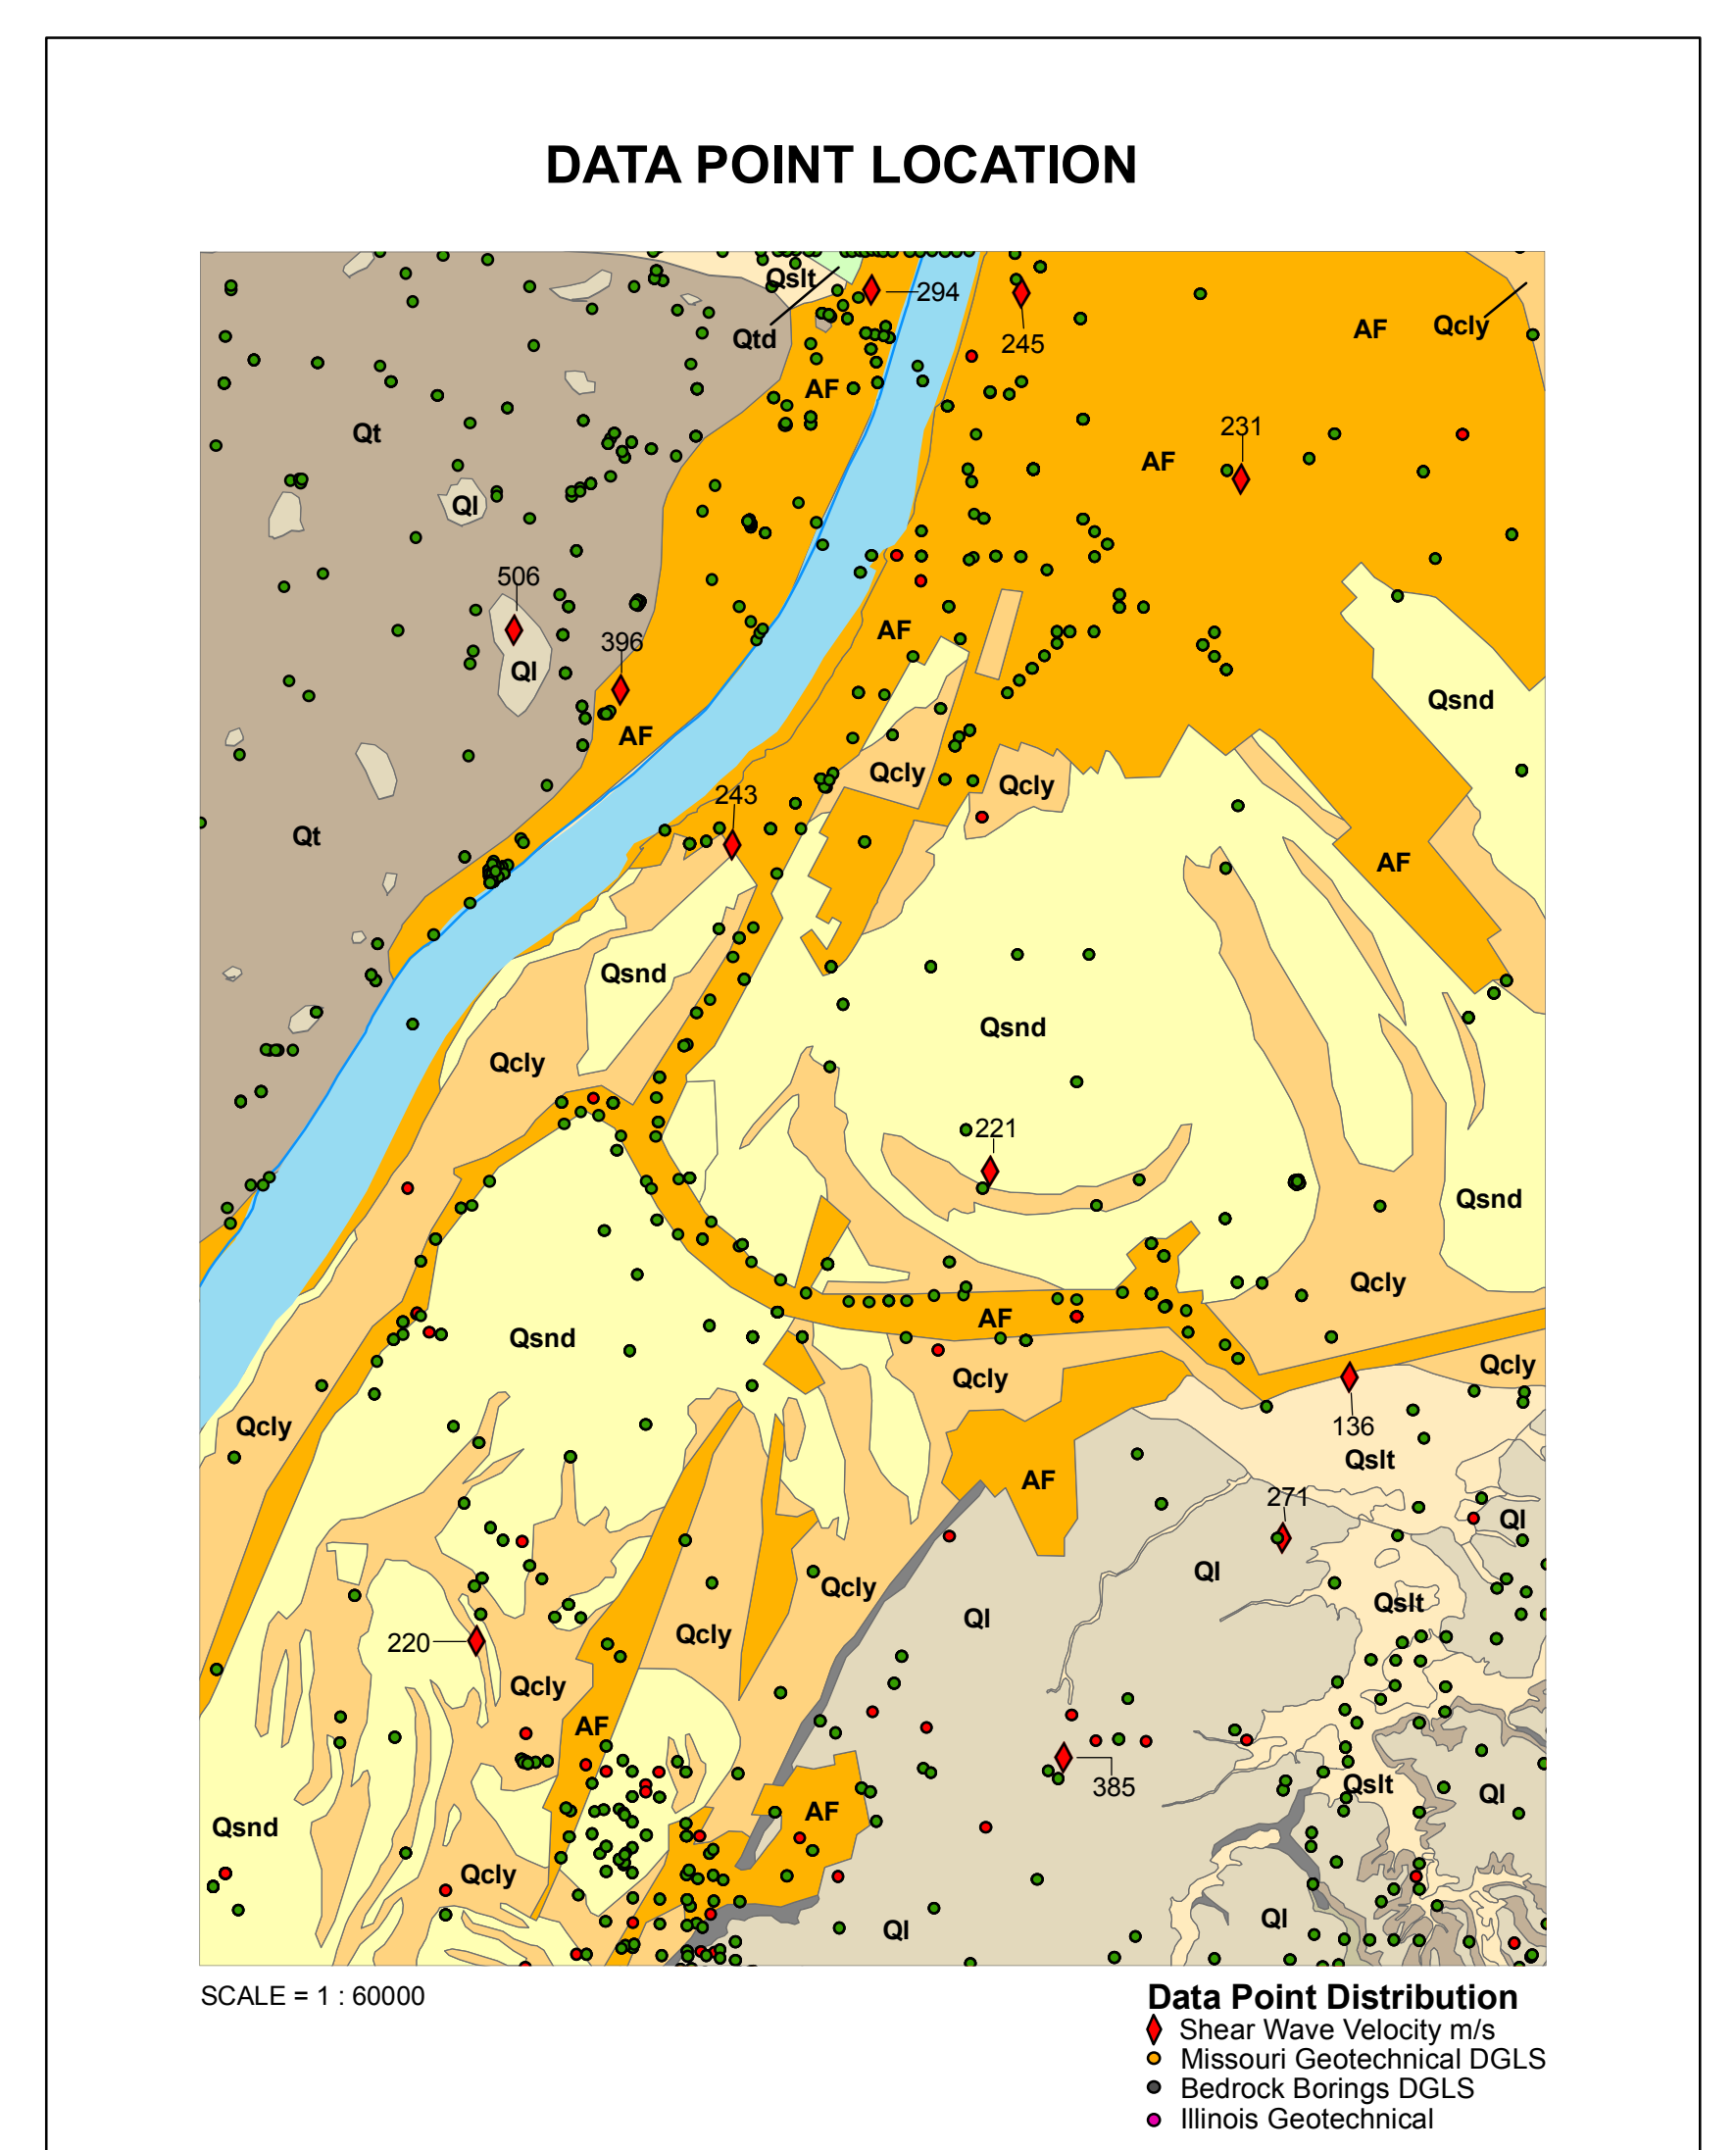 DATA POINT LOCATION
Qslt
294
Qtd
245
AF
Qcly
AF
Qt
231
AF
Ql
506
Ql
396
AF
AF
Qsnd
Qcly
Qcly
243
Qt
AF
Qsnd
Qsnd
Qcly
221
Qsnd
Qcly
AF
Qsnd
Qcly
Qcly
Qcly
136
Qslt
AF
271
Ql
Ql
Qcly
Qslt
Ql
Qcly
220
Qcly
AF
385
Qslt
Ql
AF
Qsnd
Qcly
Ql
Ql
SCALE = 1 : 60000
Data Point Distribution
Shear Wave Velocity m/s
Missouri Geotechnical DGLS
Bedrock Borings DGLS
Illinois Geotechnical